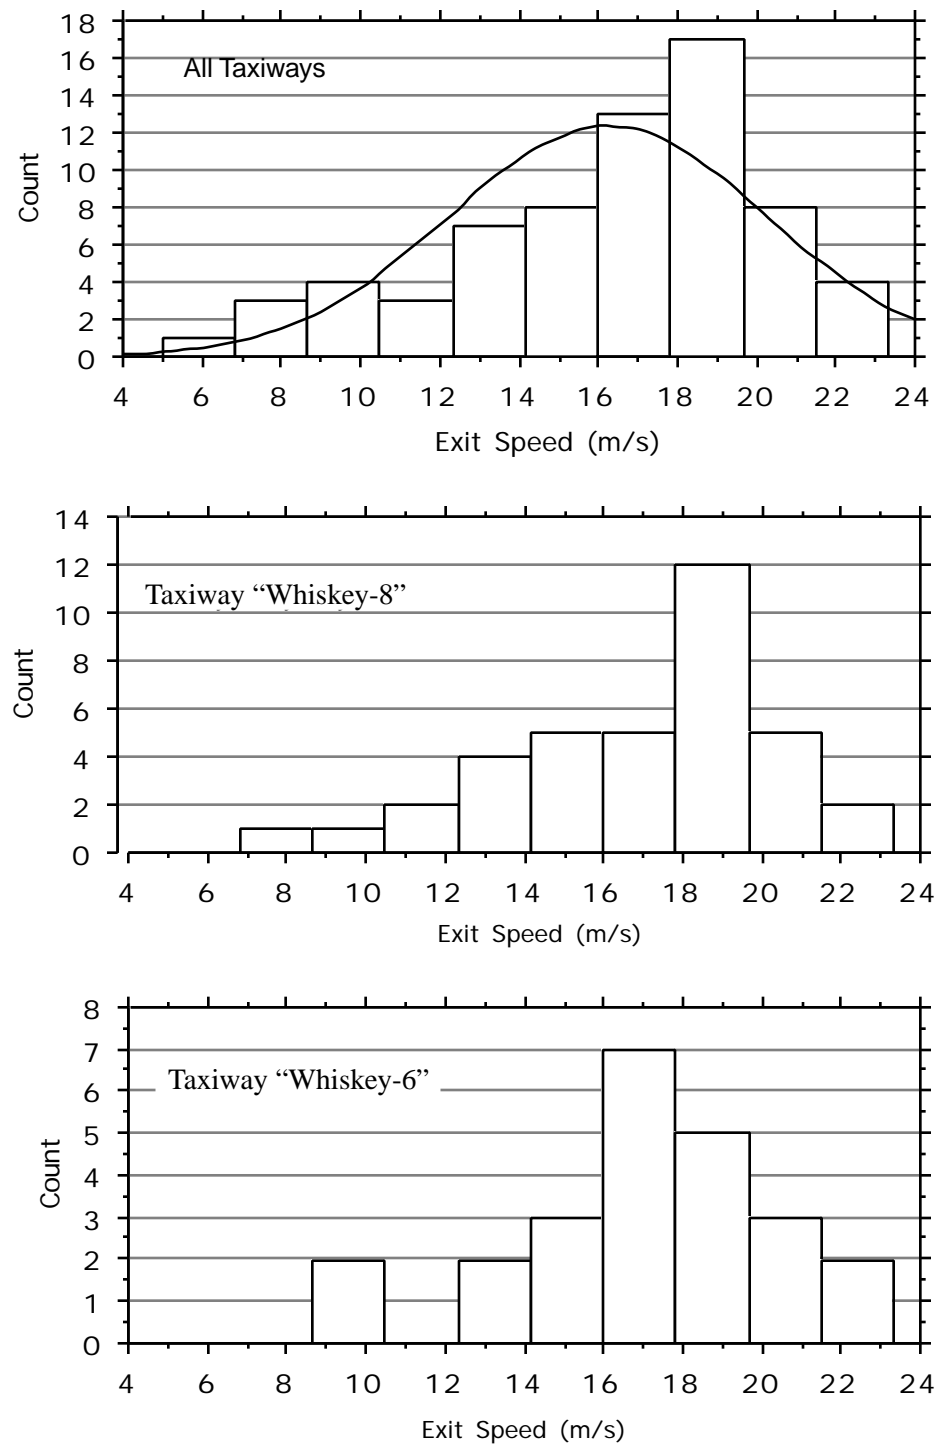 18
16
All Taxiways
14
12
10
8
6
4
2
0
Count
4 6 8 10 12 14 16 18 20 22 24
Exit Speed (m/s)
14
12
Taxiway “Whiskey-8”
10
8
6
4
2
0
Count
4 6 8 10 12 14 16 18 20 22 24
Exit Speed (m/s)
8
7
Taxiway “Whiskey-6”
6
5
4
3
2
1
0
Count
4 6 8 10 12 14 16 18 20 22 24
Exit Speed (m/s)